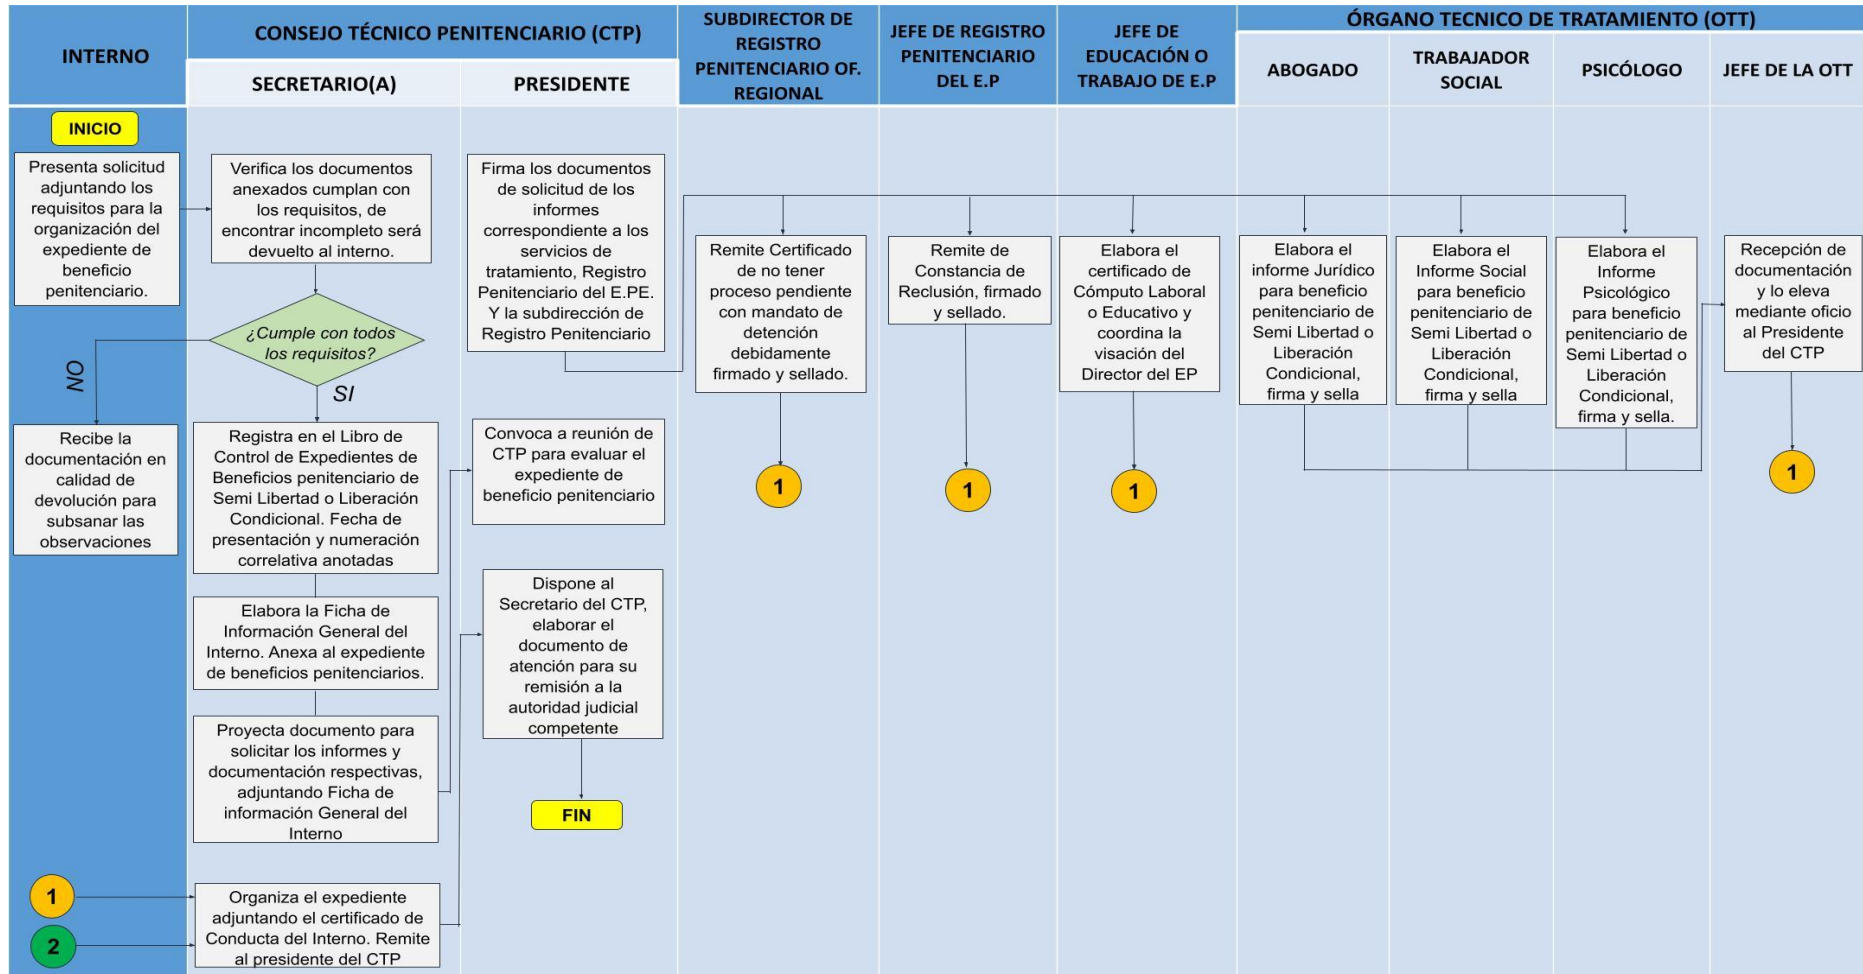 INTERNO
CONSEJO TÉCNICO PENITENCIARIO (CTP)
SECRETARIO(A)
PRESIDENTE
SUBDIRECTOR DE
REGISTRO
PENITENCIARIO OF.
REGIONAL
JEFE DE REGISTRO
PENITENCIARIO
DEL E.P
JEFE DE
EDUCACIÓN O
TRABAJO DE E.P
ÓRGANO TECNICO DE TRATAMIENTO (OTT)
ABOGADO
TRABAJADOR
SOCIAL
PSICÓLOGO
JEFE DE LA OTT
INICIO
Presenta solicitud
adjuntando los
requisitos para la
organización del
expediente de
beneficio
penitenciario.
Verifica los documentos
anexados cumplan con
los requisitos, de
encontrar incompleto será
devuelto al interno.
¿Cumple con todos
los requisitos?
NO
SI
Recibe la
documentación en
calidad de
devolución para
subsanar las
observaciones
Registra en el Libro de
Control de Expedientes de
Beneficios penitenciario de
Semi Libertad o Liberación
Condicional. Fecha de
presentación y numeración
correlativa anotadas
Elabora la Ficha de
Información General del
Interno. Anexa al expediente
de beneficios penitenciarios.
Proyecta documento para
solicitar los informes y
documentación respectivas,
adjuntando Ficha de
información General del
Interno
1
2
Organiza el expediente
adjuntando el certificado de
Conducta del Interno. Remite
al presidente del CTP
Firma los documentos
de solicitud de los
informes
correspondiente a los
servicios de
tratamiento, Registro
Penitenciario del E.PE.
Y la subdirección de
Registro Penitenciario
Convoca a reunión de
CTP para evaluar el
expediente de
beneficio penitenciario
Dispone al
Secretario del CTP,
elaborar el
documento de
atención para su
remisión a la
autoridad judicial
competente
FIN
Remite Certificado
de no tener
proceso pendiente
con mandato de
detención
debidamente
firmado y sellado.
1
Remite de
Constancia de
Reclusión, firmado
y sellado.
1
Elabora el
certificado de
Cómputo Laboral
o Educativo y
coordina la
visación del
Director del EP
1
Elabora el
informe Jurídico
para beneficio
penitenciario de
Semi Libertad o
Liberación
Condicional,
firma y sella
Elabora el
Informe Social
para beneficio
penitenciario de
Semi Libertad o
Liberación
Condicional,
firma y sella
Elabora el
Informe
Psicológico
para beneficio
penitenciario de
Semi Libertad o
Liberación
Condicional,
firma y sella.
Recepción de
documentación
y lo eleva
mediante oficio
al Presidente
del CTP
1